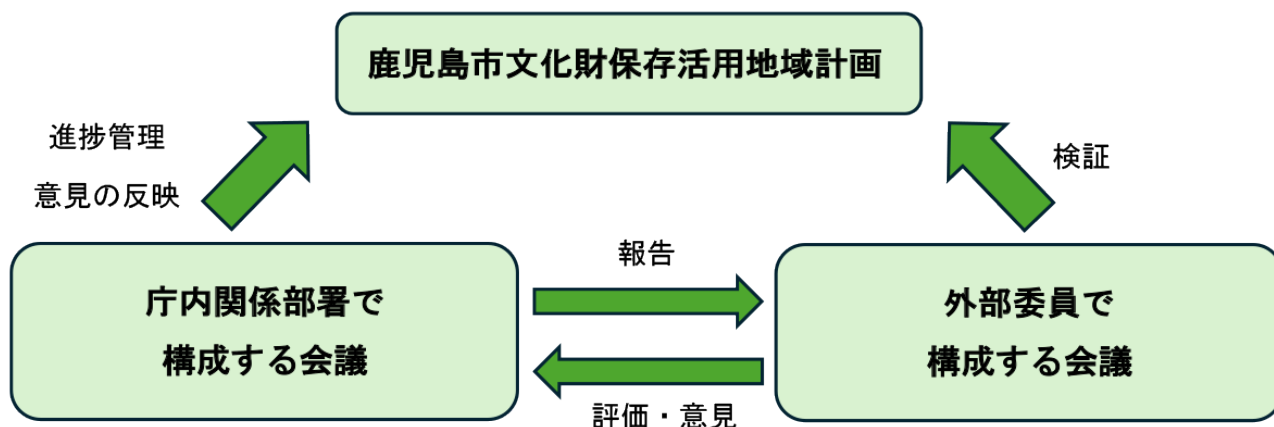 鹿児島市文化財保存活用地域計画
進捗管理
意見の反映
検証
庁内関係部署で
構成する会議
報告
評価・意見
外部委員で
構成する会議